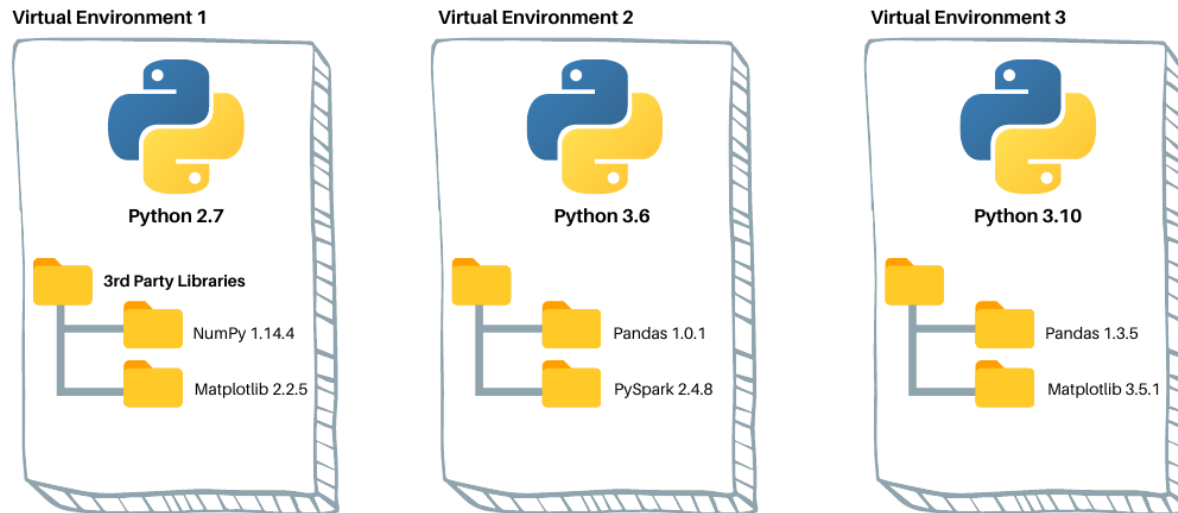 Virtual Environment 1
Python 2.7
3rd Party Libraries
NumPy 1.14.4
Matplotlib 2.2.5
Virtual Environment 2
Python 3.6
Pandas 1.0.1
PySpark 2.4.8
Virtual Environment 3
Python 3.10
Pandas 1.3.5
Matplotlib 3.5.1